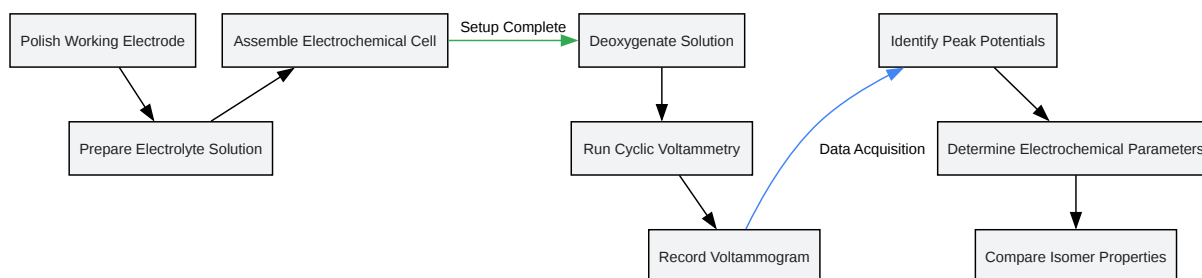 Polish Working Electrode
Prepare Electrolyte Solution
Assemble Electrochemical Cell
Setup Complete
Deoxygenate Solution
Run Cyclic Voltammetry
Record Voltammogram
Data Acquisition
Identify Peak Potentials
Determine Electrochemical Parameters
Compare Isomer Properties